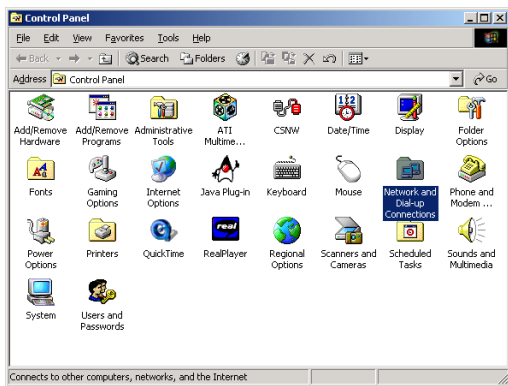 Control Panel
File Edit View Favorites Tools Help
Back Search Folders
Address Control Panel Go
Add/Remove Hardware
Add/Remove Programs
Administrative Tools
ATI Multime...
CSNW
Date/Time
Display
Folder Options
Fonts
Gaming Options
Internet Options
Java Plug-in
Keyboard
Mouse
Network and Dial-up Connections
Phone and Modem ...
Power Options
Printers
QuickTime
real
RealPlayer
Regional Options
Scanners and Cameras
Scheduled Tasks
Sounds and Multimedia
System
Users and Passwords
Connects to other computers, networks, and the Internet